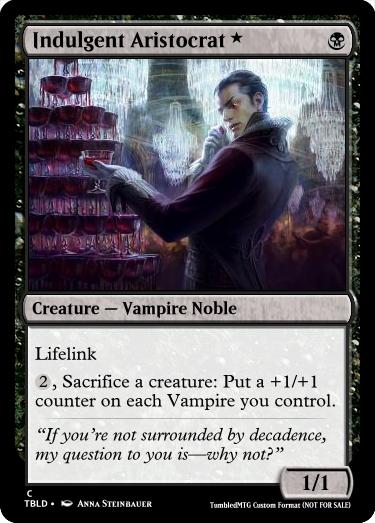 Indulgent Aristocrat ★
Creature — Vampire Noble
Lifelink
2, Sacrifice a creature: Put a +1/+1
counter on each Vampire you control.
“If you're not surrounded by decadence,
my question to you is—why not?”
1/1
C
TBLD • Anna Steinbauer
TumbledMTG Custom Format (NOT FOR SALE)